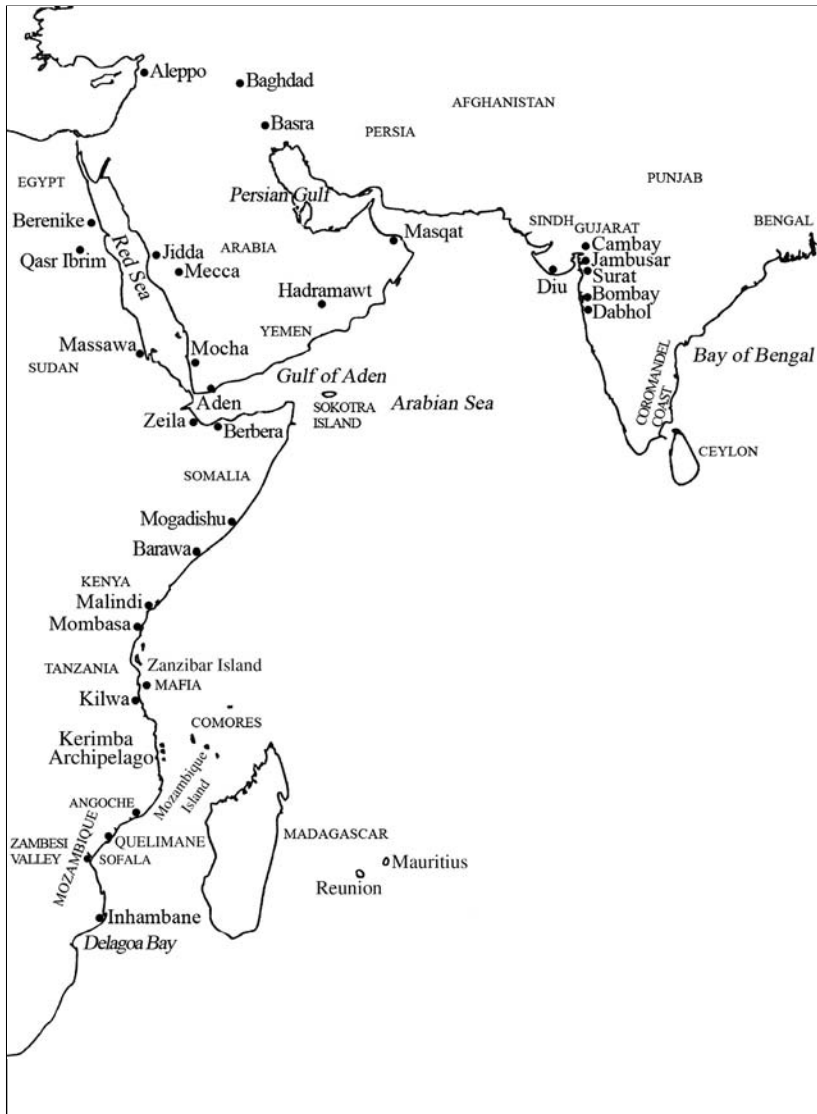 Aleppo
Baghdad
AFGHANISTAN
Basra
PERSIA
EGYPT
PUNJAB
Persian Gulf
Berenike
SINDH
GUJARAT
BENGAL
Red Sea
Masqat
Cambay
Qasr Ibrim
Jidda
ARABIA
Jambusar
Mecca
Surat
Diu
Hadramawt
Bombay
Dabhol
YEMEN
Massawa
Mocha
SUDAN
Bay of Bengal
Gulf of Aden
COROMANDEL
COAST
Aden
SOKOTRA
ISLAND
Arabian Sea
Zeila
Berbera
CEYLON
SOMALIA
Mogadishu
Barawa
KENYA
Malindi
Mombasa
TANZANIA
Zanzibar Island
MAFIA
Kilwa
COMORES
Kerimba
Archipelago
Mozambique
Island
ANGOCHE
MOZAMBIQUE
ZAMBESI
VALLEY
QUELIMANE
MADAGASCAR
SOFALA
Mauritius
Reunion
Inhambane
Delagoa Bay